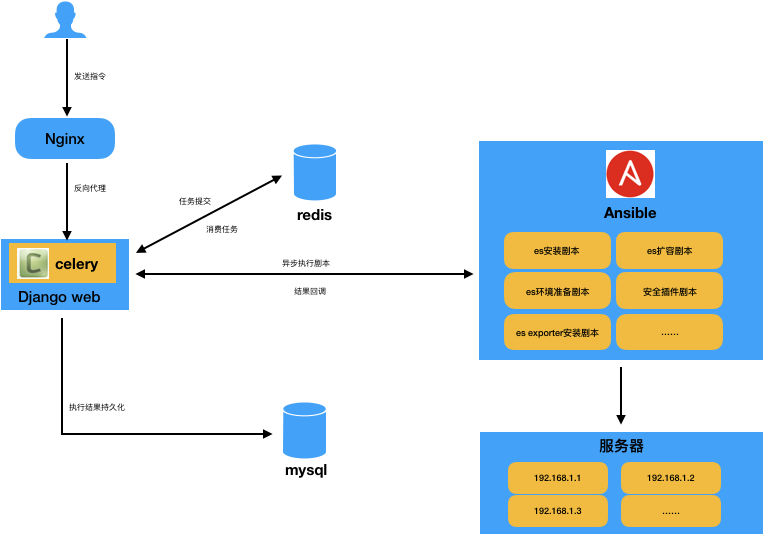 发送指令
Nginx
反向代理
celery
Django web
任务提交
消费任务
redis
异步执行剧本
结果回调
执行结果持久化
mysql
Ansible
es安装剧本
es扩容剧本
es环境准备剧本
安全插件剧本
es exporter安装剧本
......
服务器
192.168.1.1
192.168.1.2
192.168.1.3
......